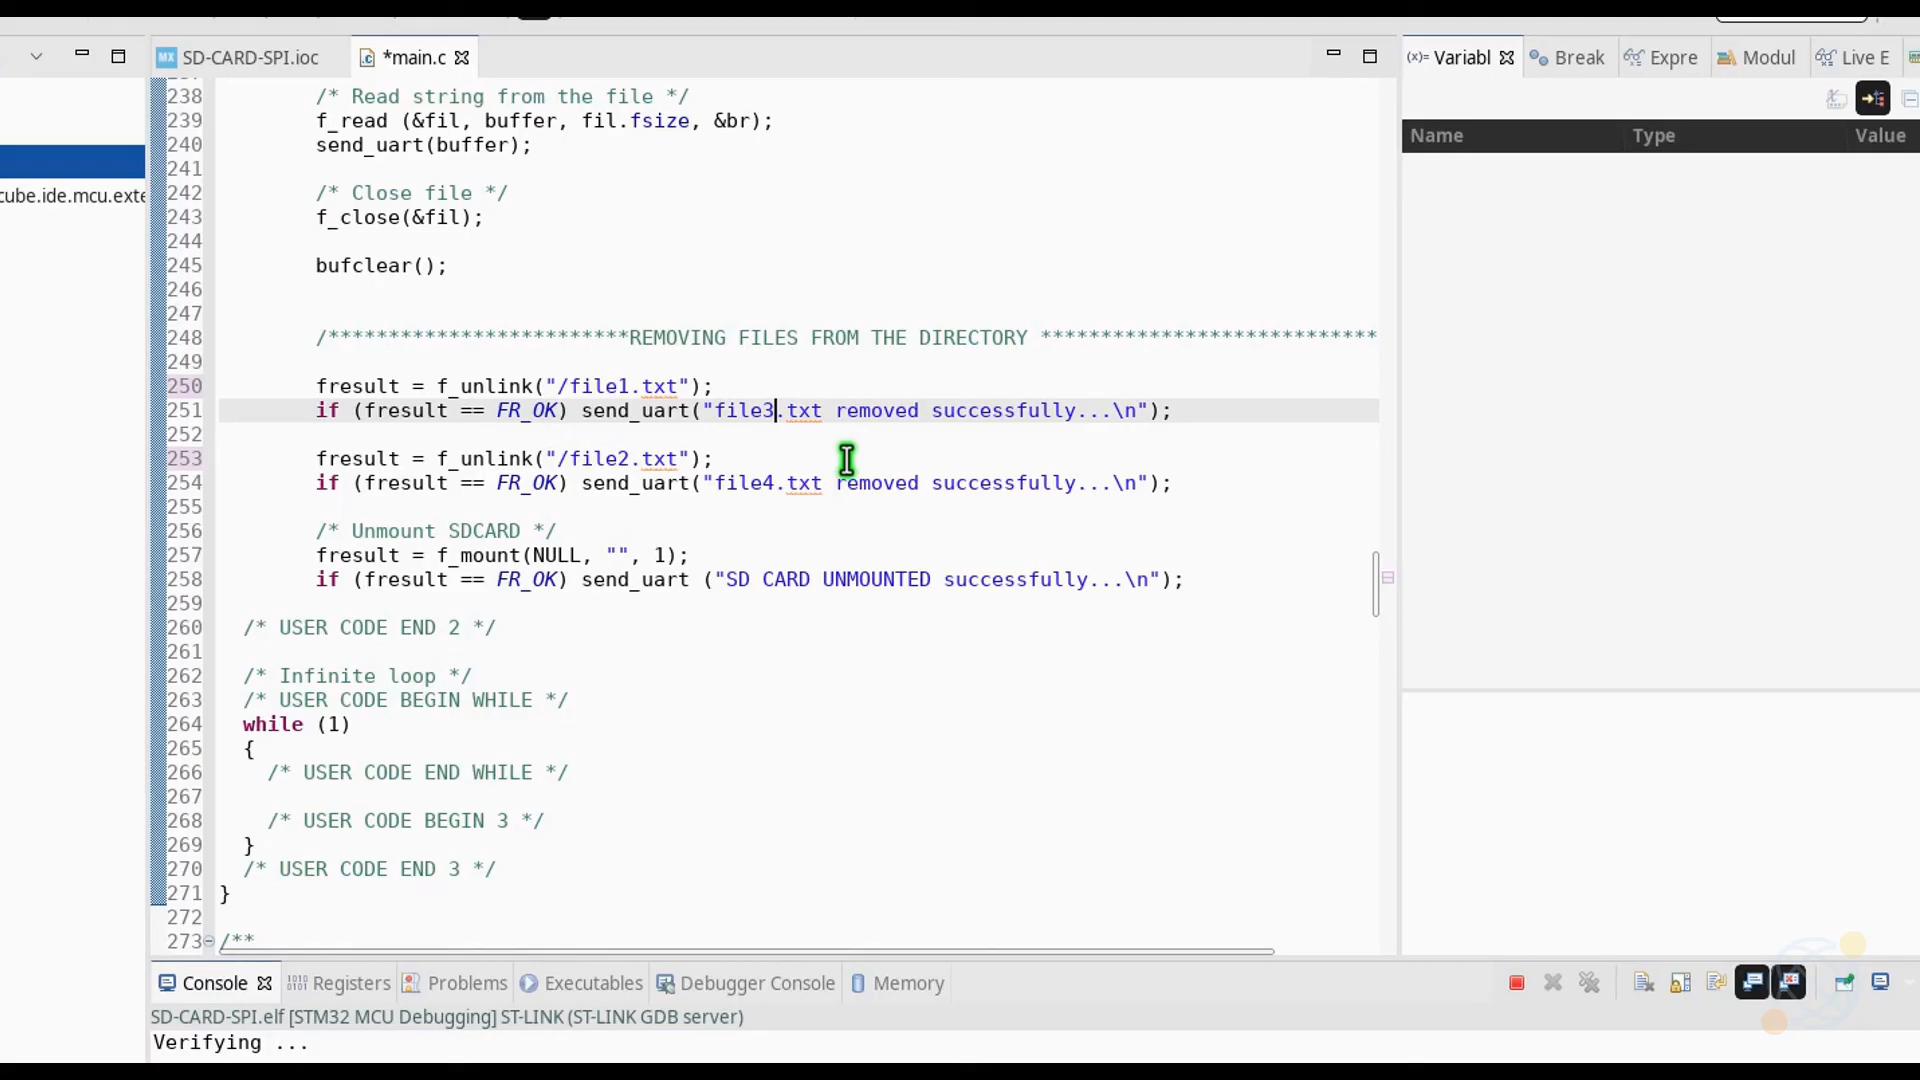 SD-CARD-SPI.ioc *main.c Variabl Break Expre Modul Live E
Name Type Value
cube.ide.mcu.exte
238 /* Read string from the file */
239 f_read (&fil, buffer, fil.fsize, &br);
240 send_uart(buffer);
241
242 /* Close file */
243 f_close(&fil);
244
245 bufclear();
246
247
248 /*************************REMOVING FILES FROM THE DIRECTORY ****************************
249
250 fresult = f_unlink("/file1.txt");
251 if (fresult == FR_OK) send_uart("file3.txt removed successfully...\n");
252
253 fresult = f_unlink("/file2.txt");
254 if (fresult == FR_OK) send_uart("file4.txt removed successfully...\n");
255
256 /* Unmount SDCARD */
257 fresult = f_mount(NULL, "", 1);
258 if (fresult == FR_OK) send_uart ("SD CARD UNMOUNTED successfully...\n");
259
260 /* USER CODE END 2 */
261
262 /* Infinite loop */
263 /* USER CODE BEGIN WHILE */
264 while (1)
265 {
266 /* USER CODE END WHILE */
267
268 /* USER CODE BEGIN 3 */
269 }
270 /* USER CODE END 3 */
271 }
272
273 /**
Console Registers Problems Executables Debugger Console Memory
SD-CARD-SPI.elf [STM32 MCU Debugging] ST-LINK (ST-LINK GDB server)
Verifying ...